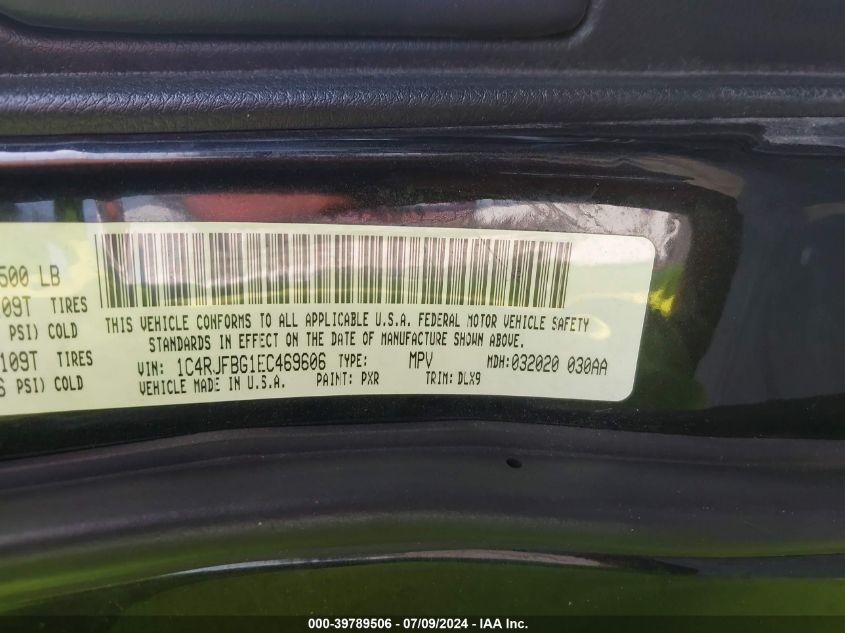 500 LB
09T TIRES
PSI) COLD
109T TIRES
PSI) COLD
THIS VEHICLE CONFORMS TO ALL APPLICABLE U.S.A. FEDERAL MOTOR VEHICLE SAFETY
STANDARDS IN EFFECT ON THE DATE OF MANUFACTURE SHOWN ABOVE.
VIN: 1C4RJFBG1EC469606 TYPE: MPV MDH:032020 030AA
VEHICLE MADE IN U.S.A. PAINT: PXR TRIM: DLX9
000-39789506 - 07/09/2024 - IAA Inc.